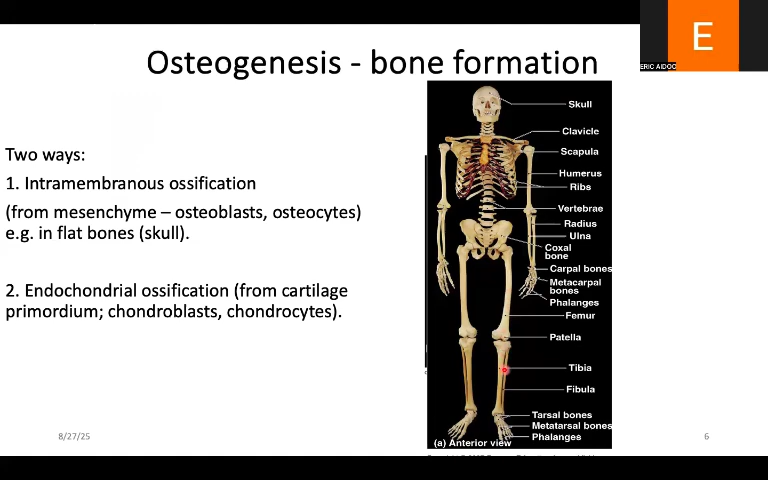 E
ERIC AIDOC
Osteogenesis - bone formation
Two ways:
1. Intramembranous ossification
(from mesenchyme – osteoblasts, osteocytes)
e.g. in flat bones (skull).
2. Endochondrial ossification (from cartilage
primordium; chondroblasts, chondrocytes).
Skull
Clavicle
Scapula
Humerus
Ribs
Vertebrae
Radius
Ulna
Coxal
bone
Carpal bones
Metacarpal
bones
Phalanges
Femur
Patella
Tibia
Fibula
Tarsal bones
Metatarsal bones
Phalanges
(a) Anterior view
8/27/25
6